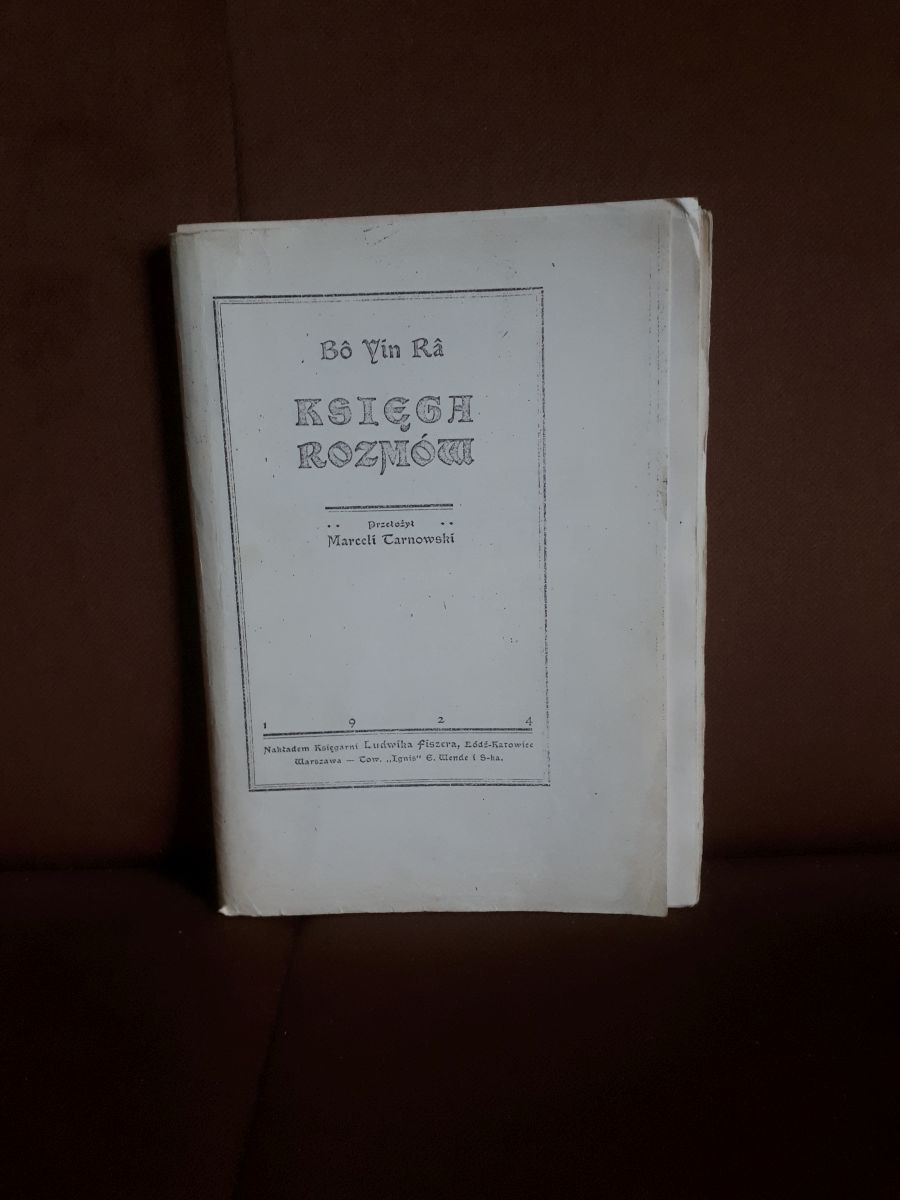 Bô Yin Râ
KSIĘGA
ROZMÓW
Przełożył
Marceli Tarnowski
1 9 2 4
Nakładem Księgarni Ludwika Fiszera, Łódź-Katowice
Warszawa — Tow. „Ignis“ E. Wende i S-ka.